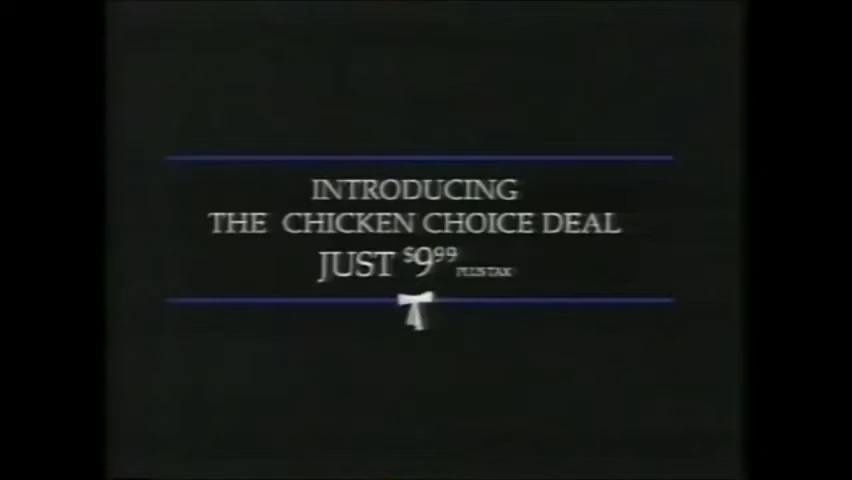 INTRODUCING
THE CHICKEN CHOICE DEAL
JUST $9.99 PLUS TAX